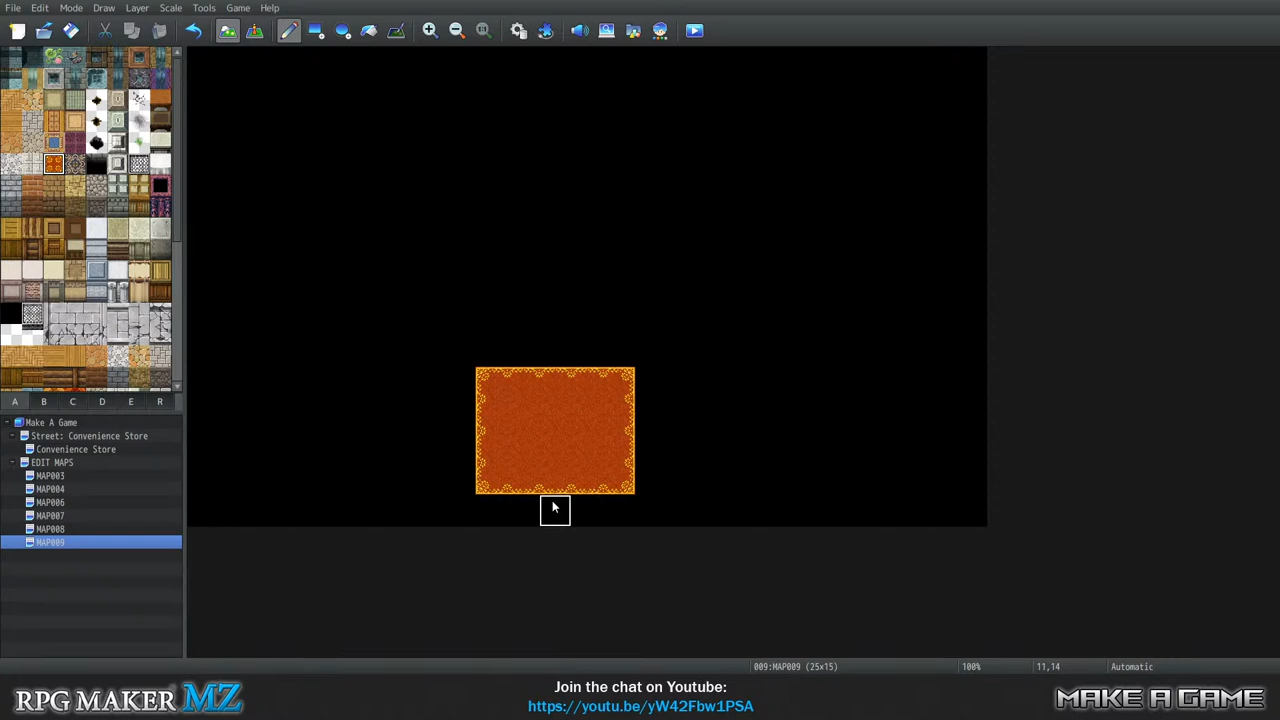 File Edit Mode Draw Layer Scale Tools Game Help
A B C D E R
Make A Game
Street: Convenience Store
Convenience Store
EDIT MAPS
MAP003
MAP004
MAP006
MAP007
MAP008
MAP009
009:MAP009 (25×15) 100% 11,14 Automatic
RPG MAKER MZ
Join the chat on Youtube:
https://youtu.be/yW42Fbw1PSA
MAKE A GAME